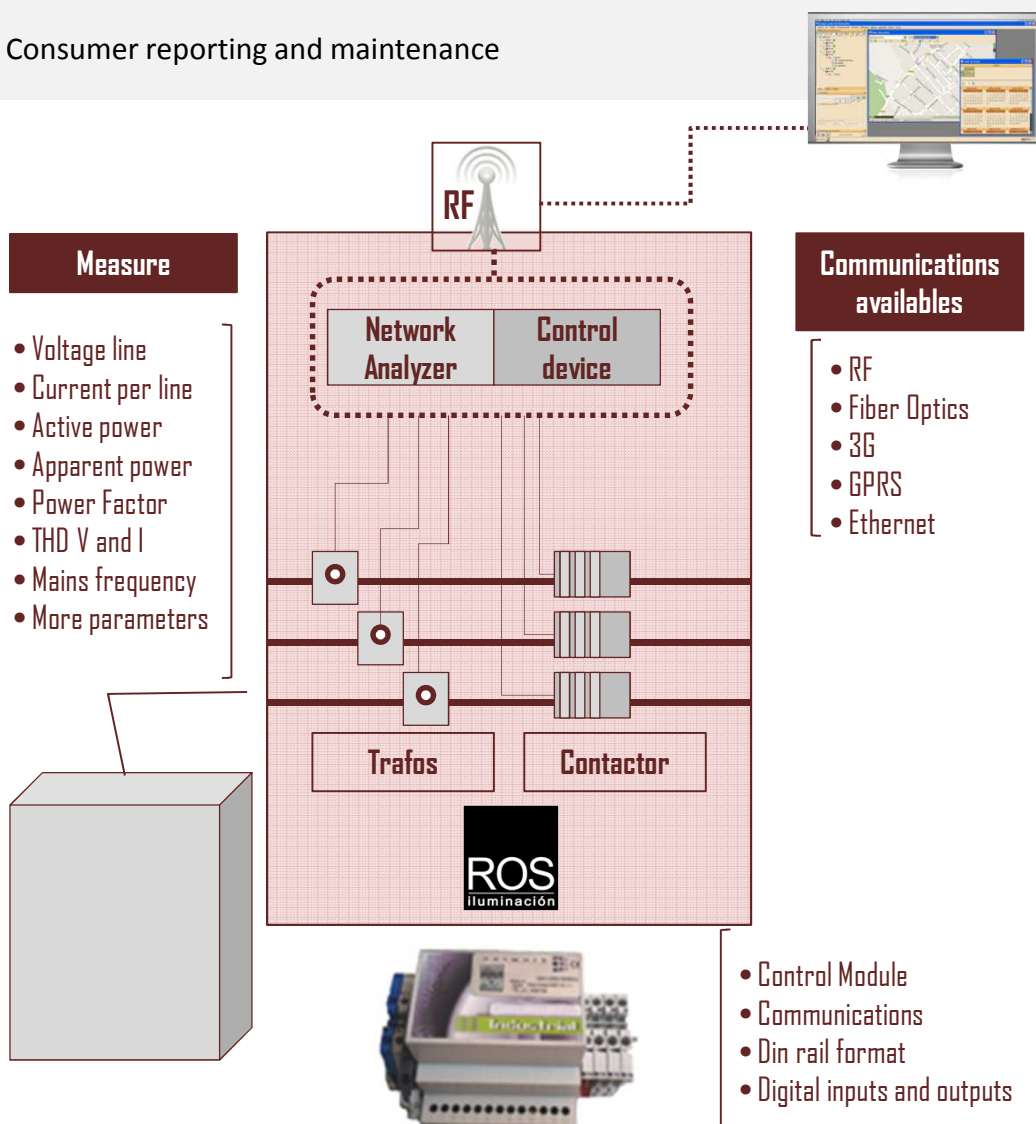 Consumer reporting and maintenance
RF
Measure
• Voltage line
• Current per line
• Active power
• Apparent power
• Power Factor
• THD V and I
• Mains frequency
• More parameters
Network
Analyzer
Control
device
Communications
availables
• RF
• Fiber Optics
• 3G
• GPRS
• Ethernet
Trafos
Contactor
ROS
iluminación
Industrial
• Control Module
• Communications
• Din rail format
• Digital inputs and outputs